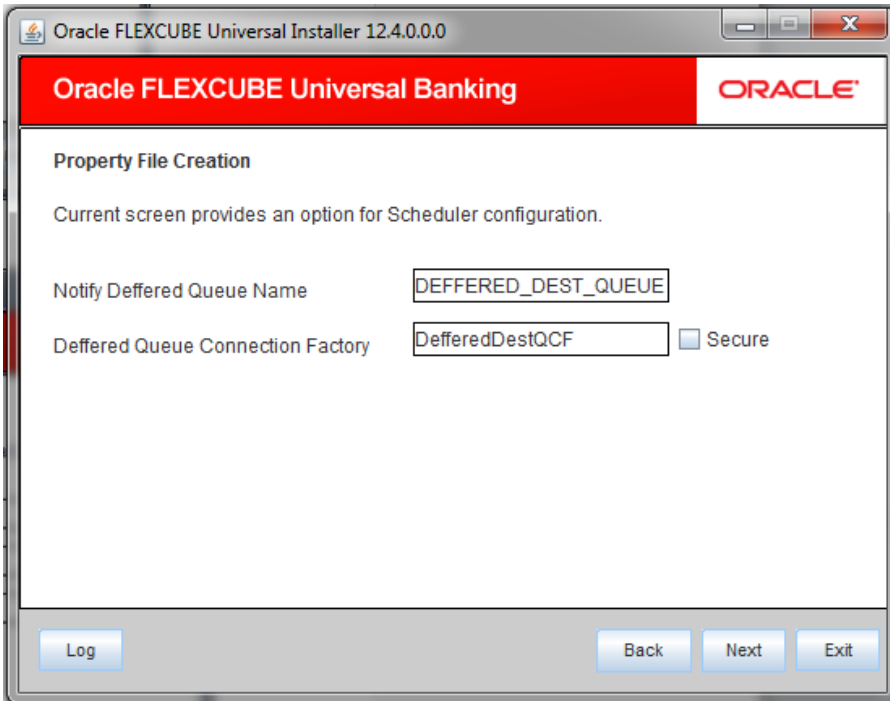 Oracle FLEXCUBE Universal Installer 12.4.0.0.0
Oracle FLEXCUBE Universal Banking
ORACLE
Property File Creation
Current screen provides an option for Scheduler configuration.
Notify Deffered Queue Name DEFFERED_DEST_QUEUE
Deffered Queue Connection Factory DefferedDestQCF Secure
Log Back Next Exit